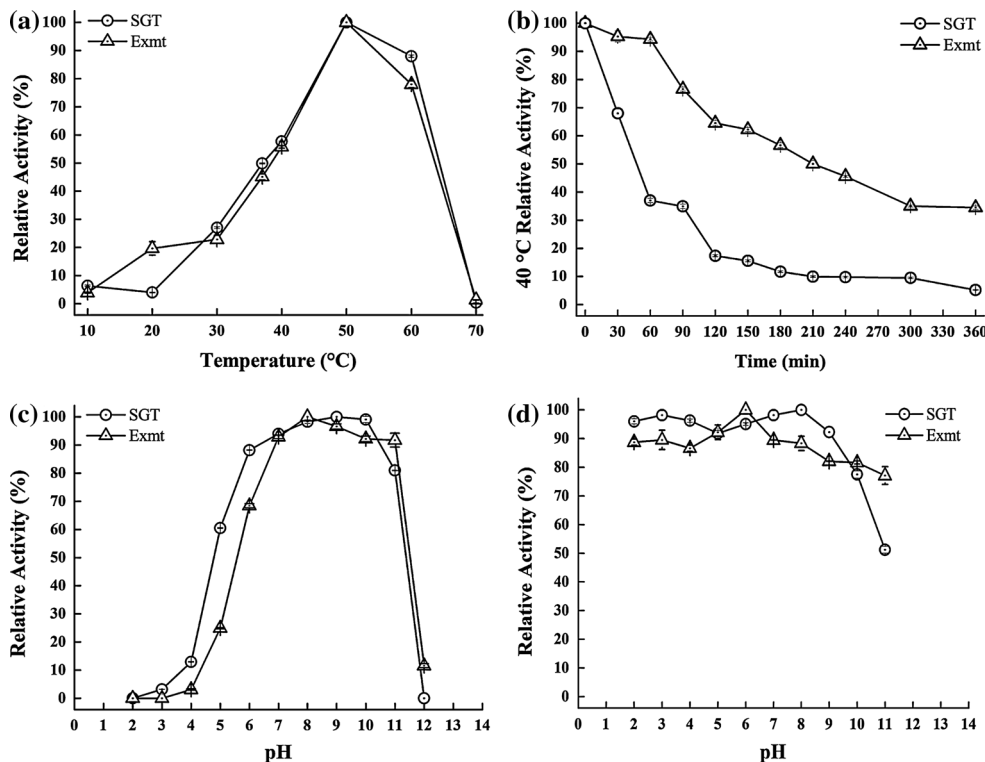 (a)
SGT
Exmt
Relative Activity (%)
100
90
80
70
60
50
40
30
20
10
0
10 20 30 40 50 60 70
Temperature (°C)
(b)
SGT
Exmt
40 °C Relative Activity (%)
100
90
80
70
60
50
40
30
20
10
0
0 30 60 90 120 150 180 210 240 270 300 330 360
Time (min)
(c)
SGT
Exmt
Relative Activity (%)
100
90
80
70
60
50
40
30
20
10
0
0 1 2 3 4 5 6 7 8 9 10 11 12 13 14
pH
(d)
SGT
Exmt
Relative Activity (%)
100
90
80
70
60
50
40
30
20
10
0
0 1 2 3 4 5 6 7 8 9 10 11 12 13 14
pH